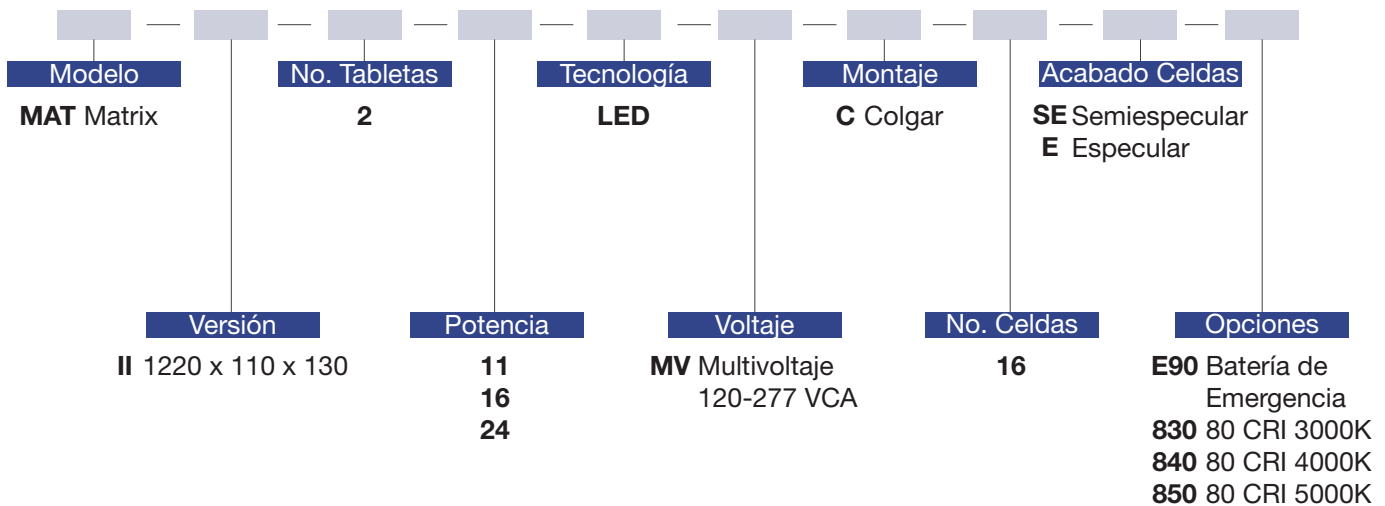 Modelo
No. Tabletas
Tecnología
Montaje
Acabado Celdas
MAT Matrix
2
LED
C Colgar
SE Semiespecular
E Especular
Versión
Potencia
Voltaje
No. Celdas
Opciones
II 1220 x 110 x 130
11
16
24
MV Multivoltaje
120-277 VCA
16
E90 Batería de
Emergencia
830 80 CRI 3000K
840 80 CRI 4000K
850 80 CRI 5000K